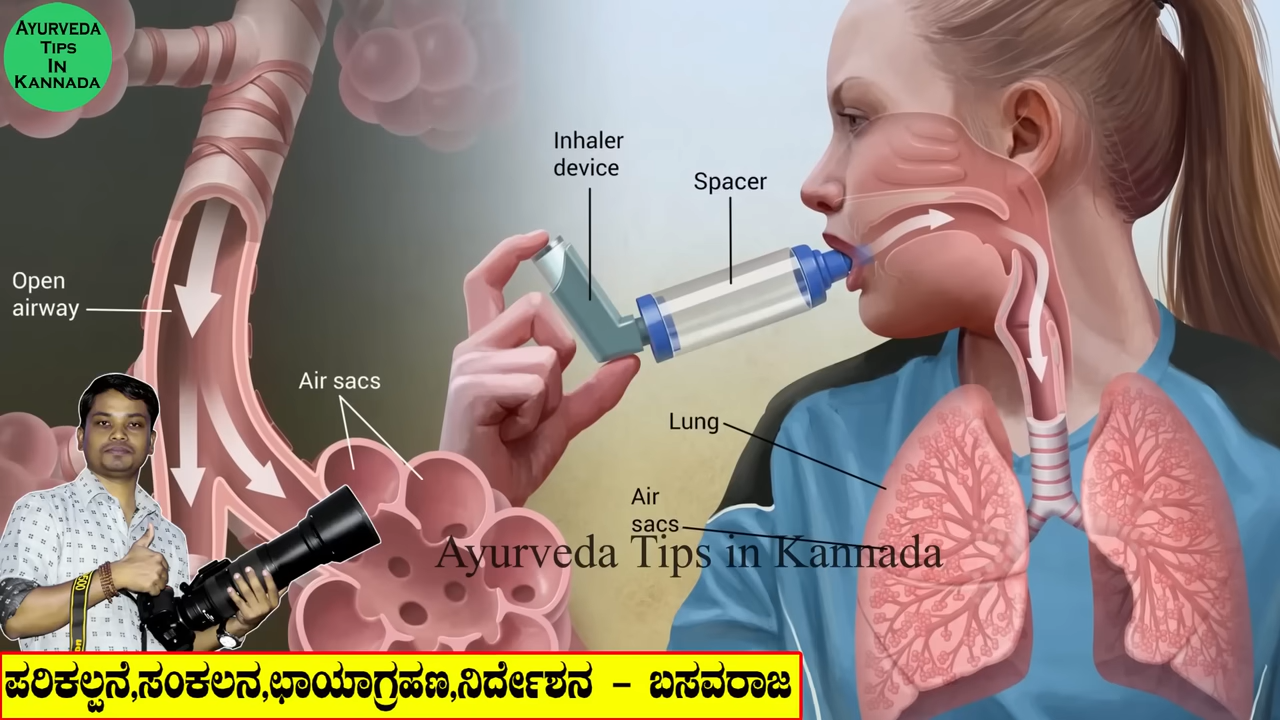 AYURVEDA
TIPS
IN
KANNADA
Inhaler
device
Spacer
Open
airway
Air sacs
Lung
Air
sacs
Ayurveda Tips in Kannada
ಪರಿಕಲ್ಪನೆ,ಸಂಕಲನ,ಛಾಯಾಗ್ರಹಣ,ನಿರ್ದೇಶನ – ಬಸವರಾಜ